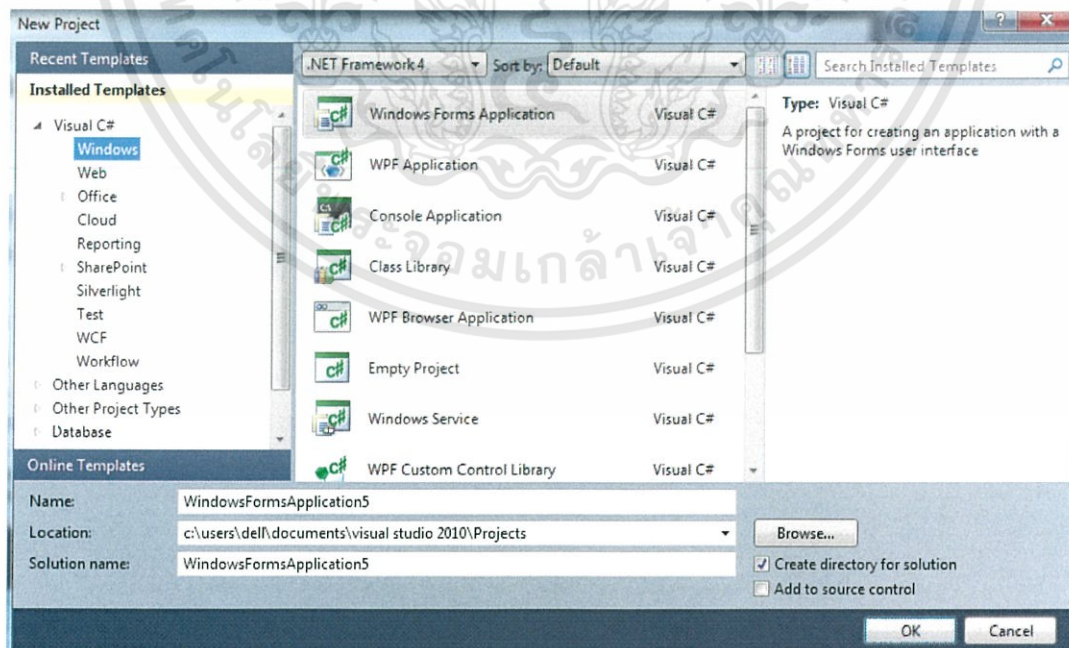 New Project
Recent Templates
Installed Templates
Visual C#
Windows
Web
Office
Cloud
Reporting
SharePoint
Silverlight
Test
WCF
Workflow
Other Languages
Other Project Types
Database
Online Templates
.NET Framework 4
Sort by: Default
Search Installed Templates
Windows Forms Application Visual C#
WPF Application Visual C#
Console Application Visual C#
Class Library Visual C#
WPF Browser Application Visual C#
Empty Project Visual C#
Windows Service Visual C#
WPF Custom Control Library Visual C#
Type: Visual C#
A project for creating an application with a
Windows Forms user interface
Name: WindowsFormsApplication5
Location: c:\users\dell\documents\visual studio 2010\Projects
Browse...
Solution name: WindowsFormsApplication5
Create directory for solution
Add to source control
OK Cancel